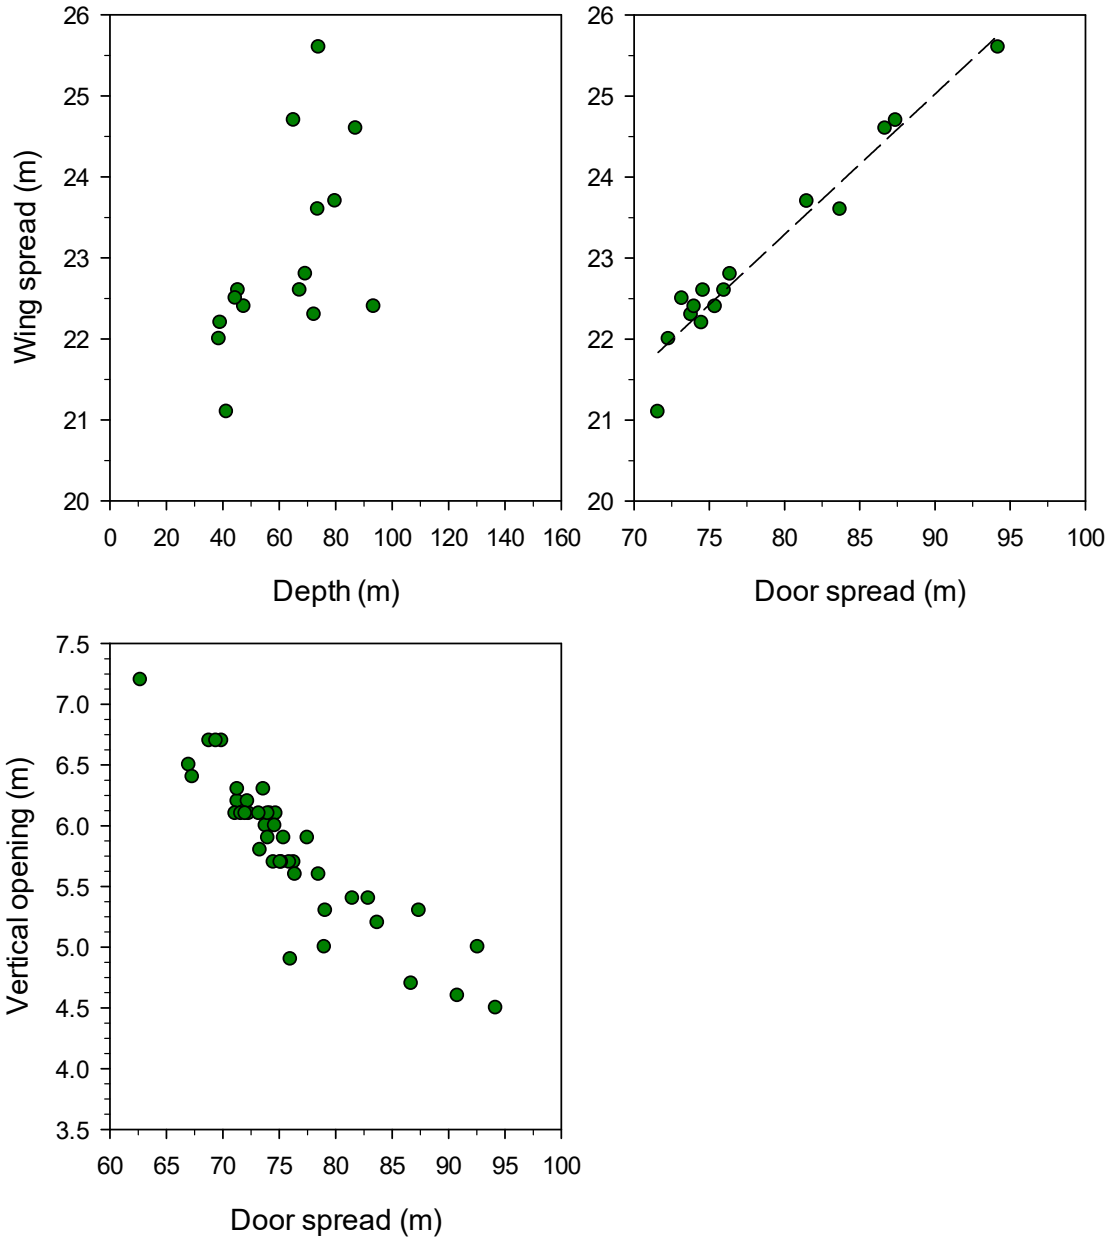 26
25
24
23
22
21
20
Wing spread (m)
0 20 40 60 80 100 120 140 160
Depth (m)
26
25
24
23
22
21
20
70 75 80 85 90 95 100
Door spread (m)
7.5
7.0
6.5
6.0
5.5
5.0
4.5
4.0
3.5
Vertical opening (m)
60 65 70 75 80 85 90 95 100
Door spread (m)